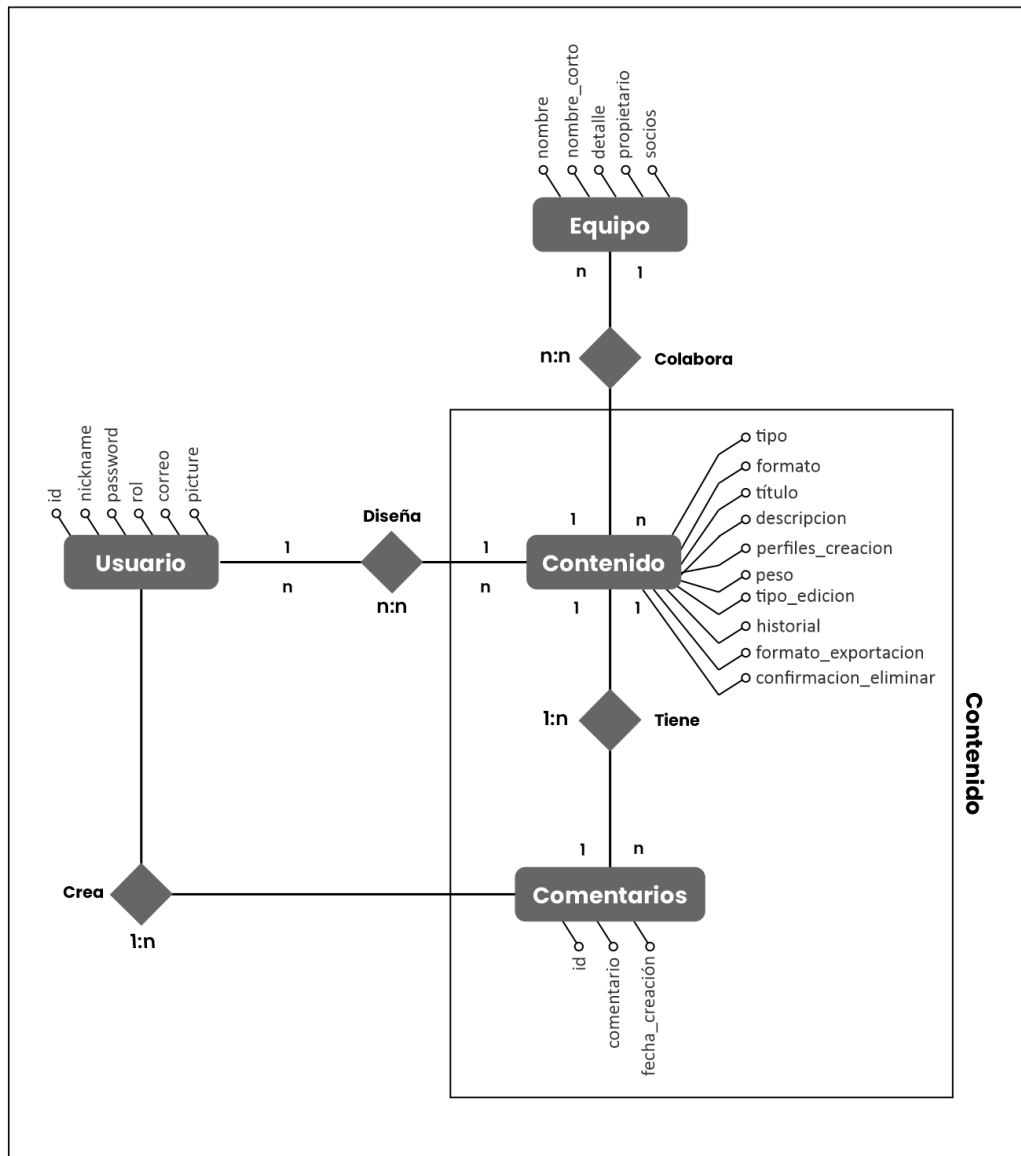 nombre
nombre_corto
detalle
propietario
socios
Equipo
n 1
n:n Colabora
id
nickname
password
rol
correo
picture
Usuario
Diseña
1 1
n n
n:n
1 n
Contenido
1 1
tipo
formato
título
descripcion
perfiles_creacion
peso
tipo_edicion
historial
formato_exportacion
confirmacion_eliminar
1:n Tiene
Contenido
1 n
Comentarios
Crea
1:n
id
comentario
fecha_creación